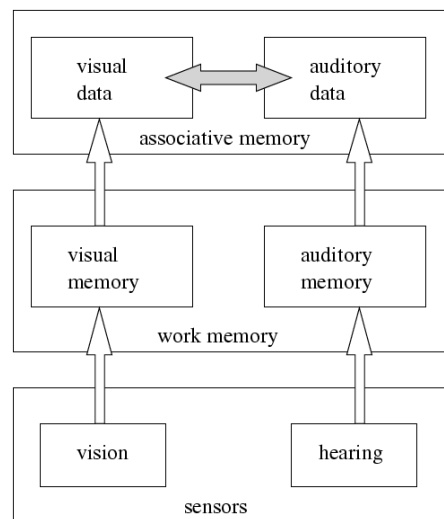 visual
data
auditory
data
associative memory
visual
memory
auditory
memory
work memory
vision
hearing
sensors